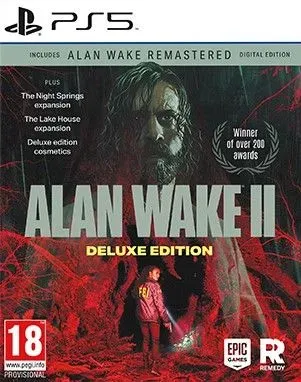 PS5
INCLUDES ALAN WAKE REMASTERED DIGITAL EDITION
PLUS
The Night Springs
expansion
The Lake House
expansion
Deluxe edition
cosmetics
Winner
of over 200
awards
ALAN WAKE II
DELUXE EDITION
18
www.pegi.info
PROVISIONAL
EPIC
GAMES
R
REMEDY